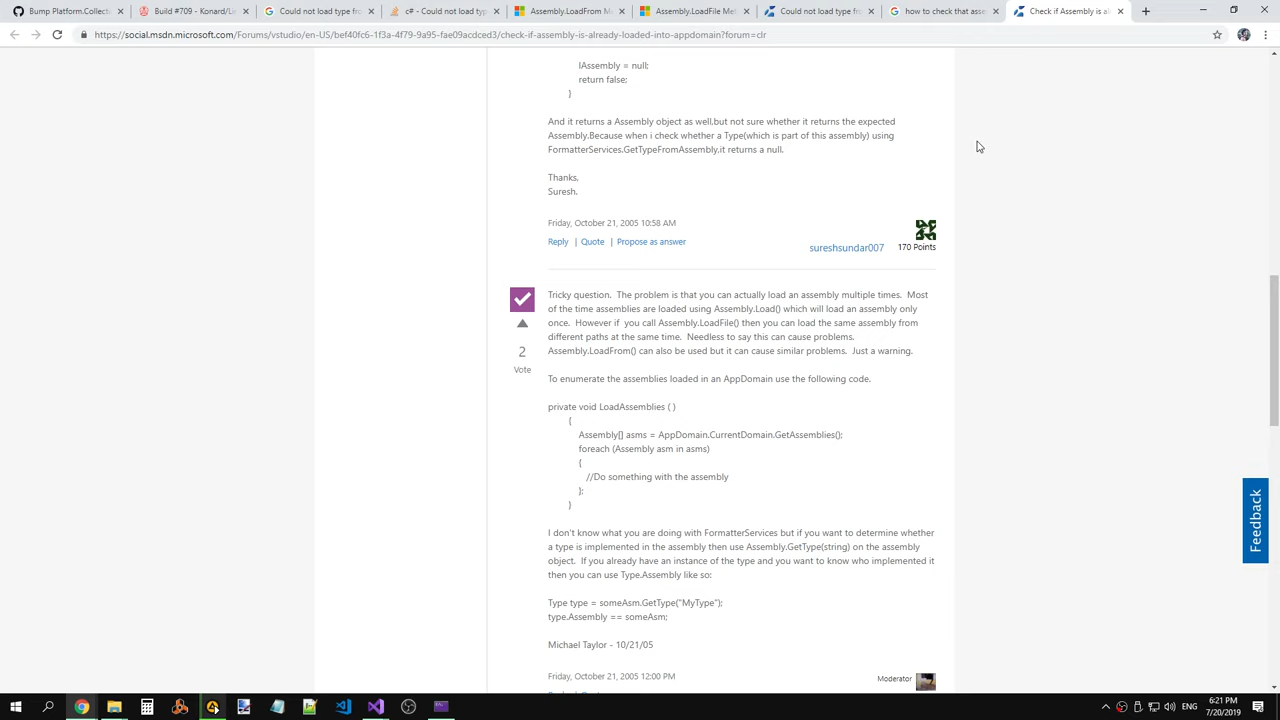 Bump Platform.Collect
Build #709 - Konard/Lin
Could not load type fro
c# - Could not load typ
Assembly.LoadFrom M
Assembly.LoadFile Met
Could not load type fro
how to check that asse
Check if Assembly is al
https://social.msdn.microsoft.com/Forums/vstudio/en-US/bef40fc6-1f3a-4f79-9a95-fae09acdced3/check-if-assembly-is-already-loaded-into-appdomain?forum=clr
lAssembly = null;
return false;
}
And it returns a Assembly object as well,but not sure whether it returns the expected
Assembly.Because when i check whether a Type(which is part of this assembly) using
FormatterServices.GetTypeFromAssembly.it returns a null.
Thanks,
Suresh.
Friday, October 21, 2005 10:58 AM
Reply | Quote | Propose as answer
sureshsundar007
170 Points
Tricky question. The problem is that you can actually load an assembly multiple times. Most
of the time assemblies are loaded using Assembly.Load() which will load an assembly only
once. However if you call Assembly.LoadFile() then you can load the same assembly from
different paths at the same time. Needless to say this can cause problems.
Assembly.LoadFrom() can also be used but it can cause similar problems. Just a warning.
2
Vote
To enumerate the assemblies loaded in an AppDomain use the following code.
private void LoadAssemblies ( )
{
Assembly[] asms = AppDomain.CurrentDomain.GetAssemblies();
foreach (Assembly asm in asms)
{
//Do something with the assembly
};
}
I don't know what you are doing with FormatterServices but if you want to determine whether
a type is implemented in the assembly then use Assembly.GetType(string) on the assembly
object. If you already have an instance of the type and you want to know who implemented it
then you can use Type.Assembly like so:
Type type = someAsm.GetType("MyType");
type.Assembly == someAsm;
Michael Taylor - 10/21/05
Friday, October 21, 2005 12:00 PM
Moderator
Feedback
ENG
6:21 PM
7/20/2019